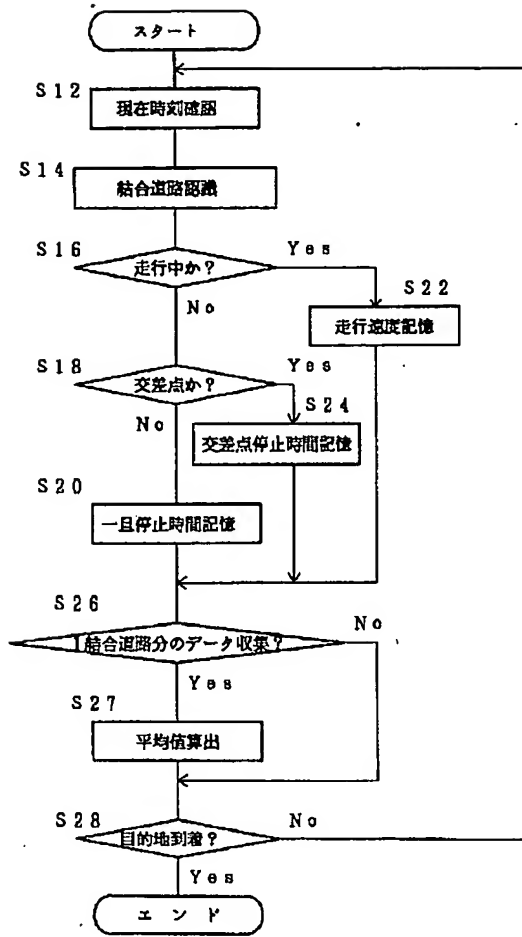 スタート
S12
現在時刻確認
S14
結合道路認識
S16
走行中か？
Yes
No
S22
走行速度記憶
S18
交差点か？
Yes
No
S24
交差点停止時間記憶
S20
一旦停止時間記憶
S26
1結合道路分のデータ収集？
No
Yes
S27
平均値算出
S28
目的地到着？
No
Yes
エンド